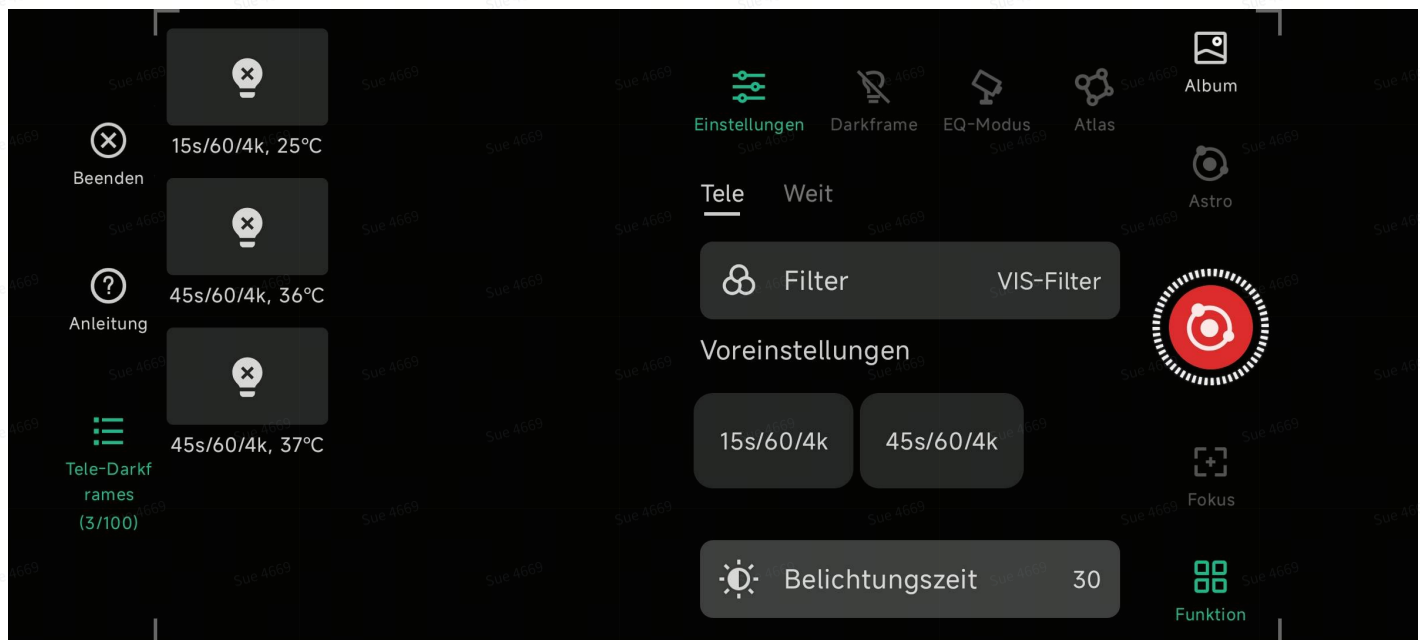 Beenden
Anleitung
Tele-Darkf
rames
(3/100)
15s/60/4k, 25°C
45s/60/4k, 36°C
45s/60/4k, 37°C
Einstellungen
Darkframe
EQ-Modus
Atlas
Tele
Weit
Filter
VIS-Filter
Voreinstellungen
15s/60/4k
45s/60/4k
Belichtungszeit
30
Album
Astro
Fokus
Funktion
Sue 4669